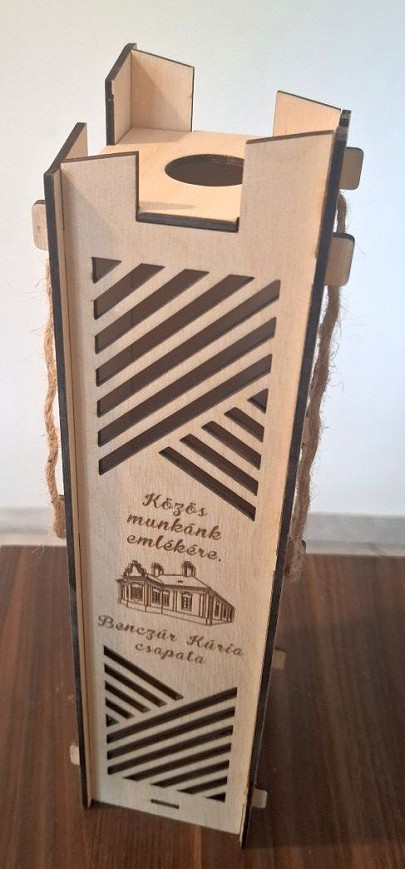 Közös
munkánk
emlékére.
Benczúr Kúria
csapata